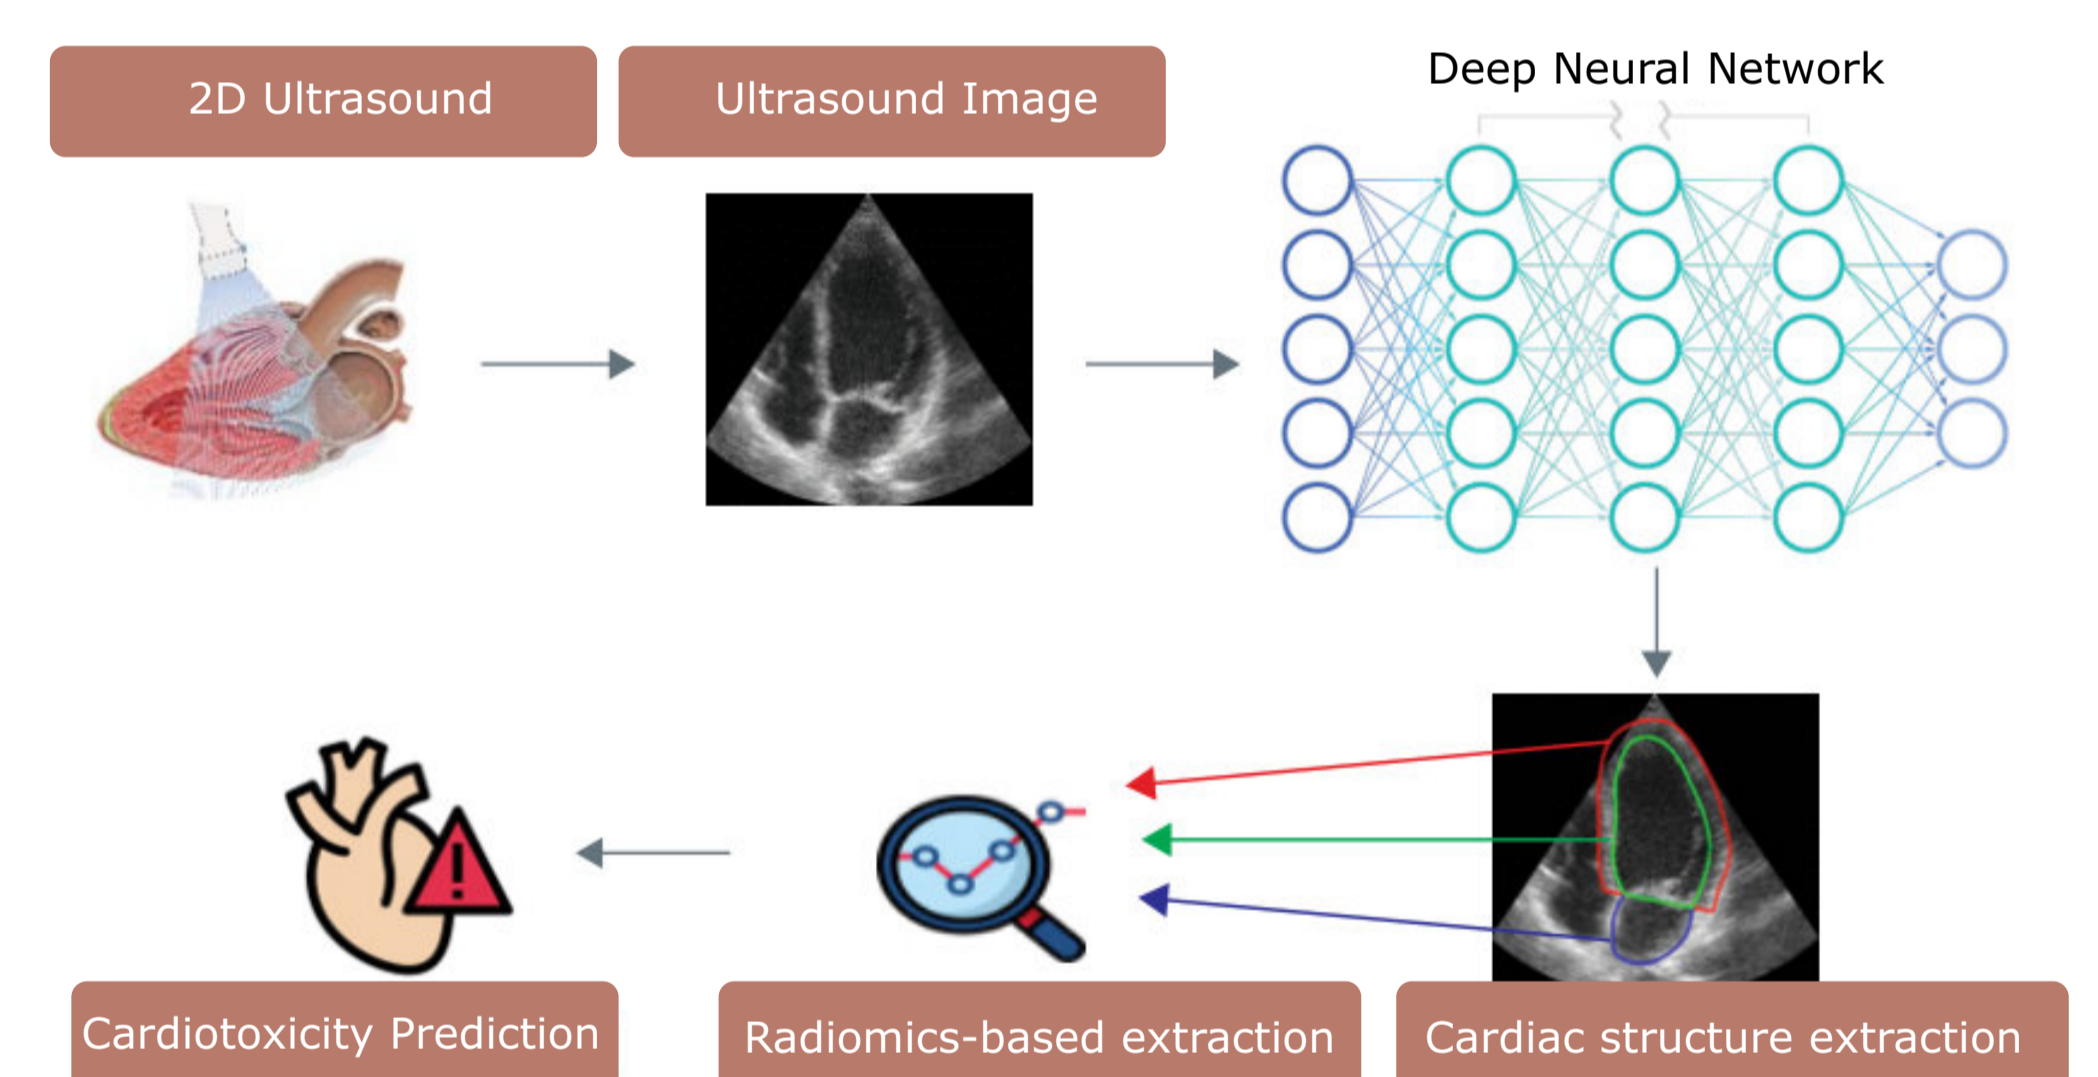 2D Ultrasound
Ultrasound Image
Deep Neural Network
Cardiotoxicity Prediction
Radiomics-based extraction
Cardiac structure extraction